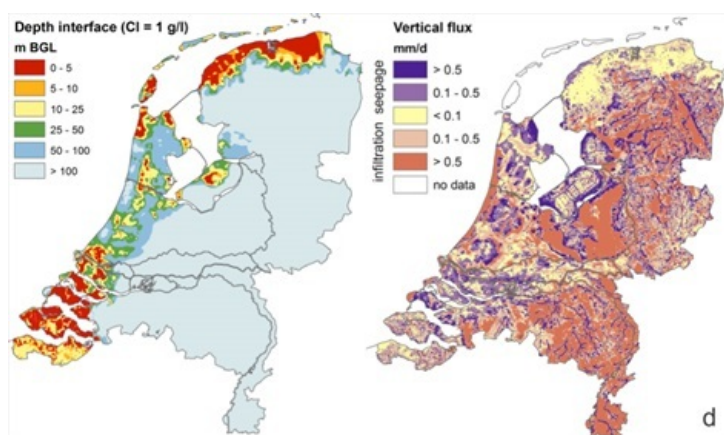 Depth interface (Cl = 1 g/l)
m BGL
0 - 5
5 - 10
10 - 25
25 - 50
50 - 100
> 100
Vertical flux
mm/d
> 0.5
0.1 - 0.5
< 0.1
0.1 - 0.5
> 0.5
no data
infiltration seepage
d